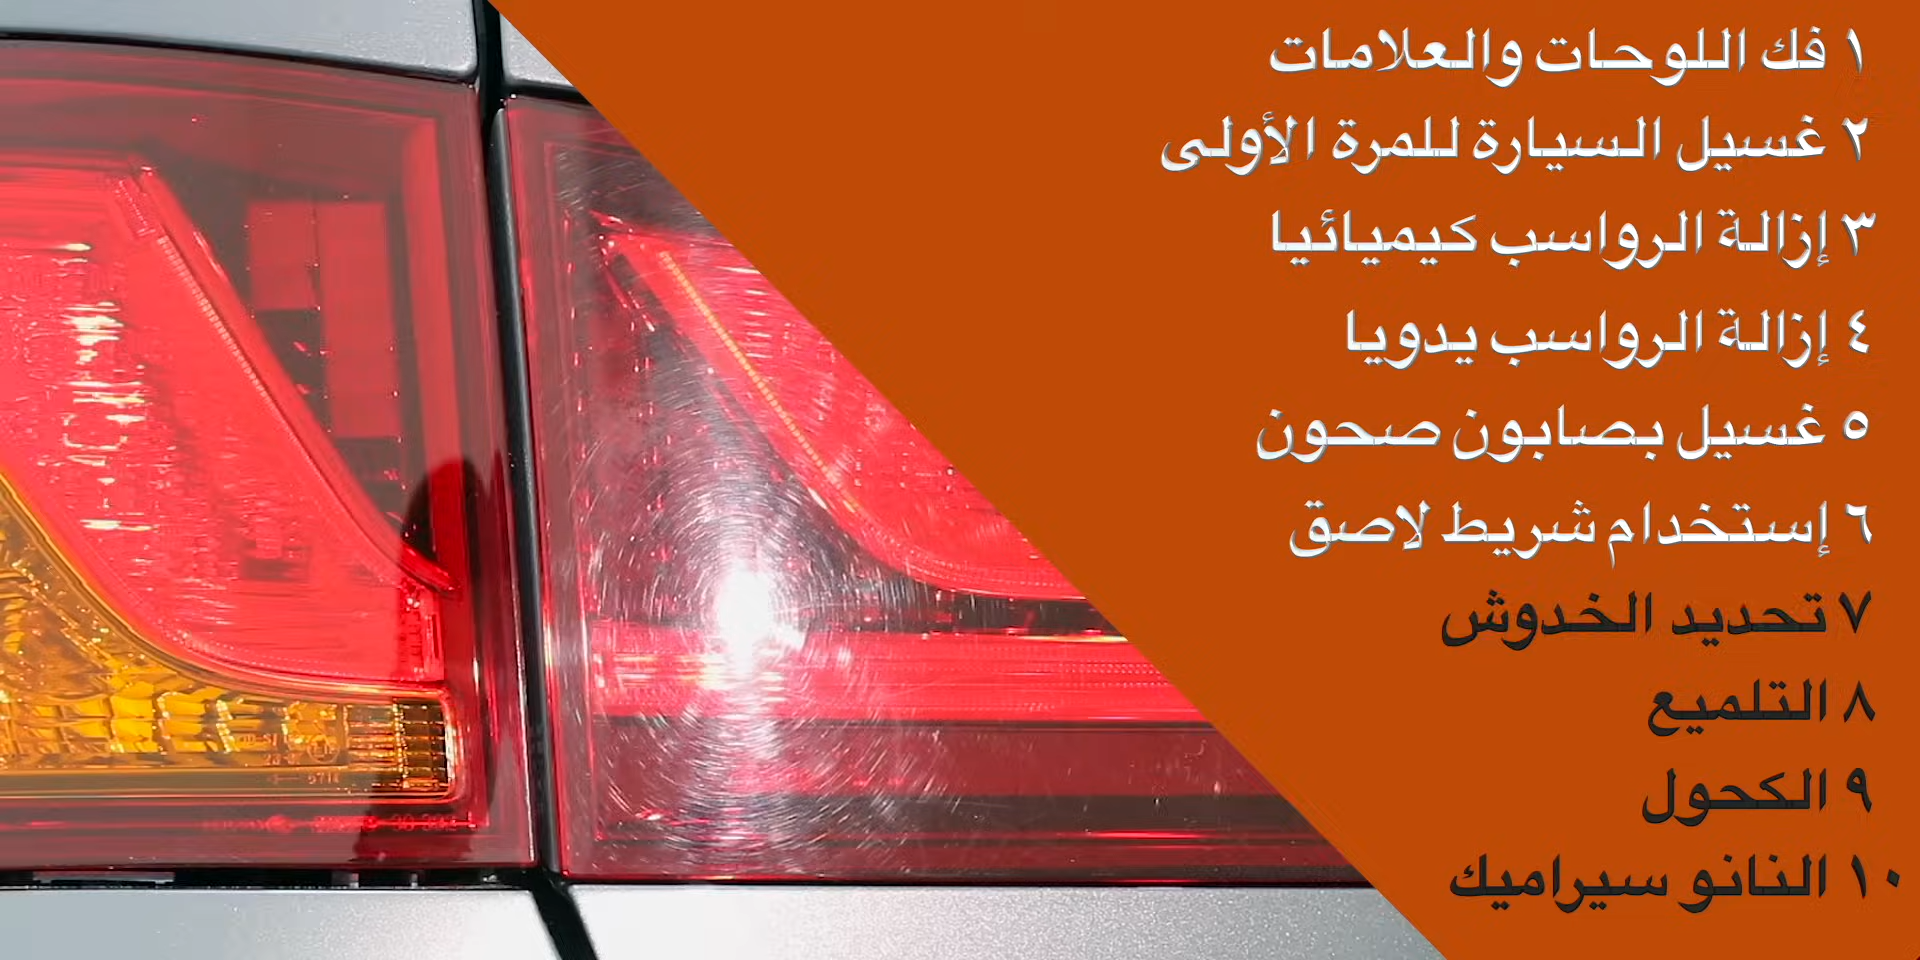 ١ فك اللوحات والعلامات
٢ غسيل السيارة للمرة الأولى
٣ إزالة الرواسب كيميائيا
٤ إزالة الرواسب يدويا
٥ غسيل بصابون صحون
٦ إستخدام شريط لاصق
٧ تحديد الخدوش
٨ التلميع
٩ الكحول
١٠ النانو سيراميك